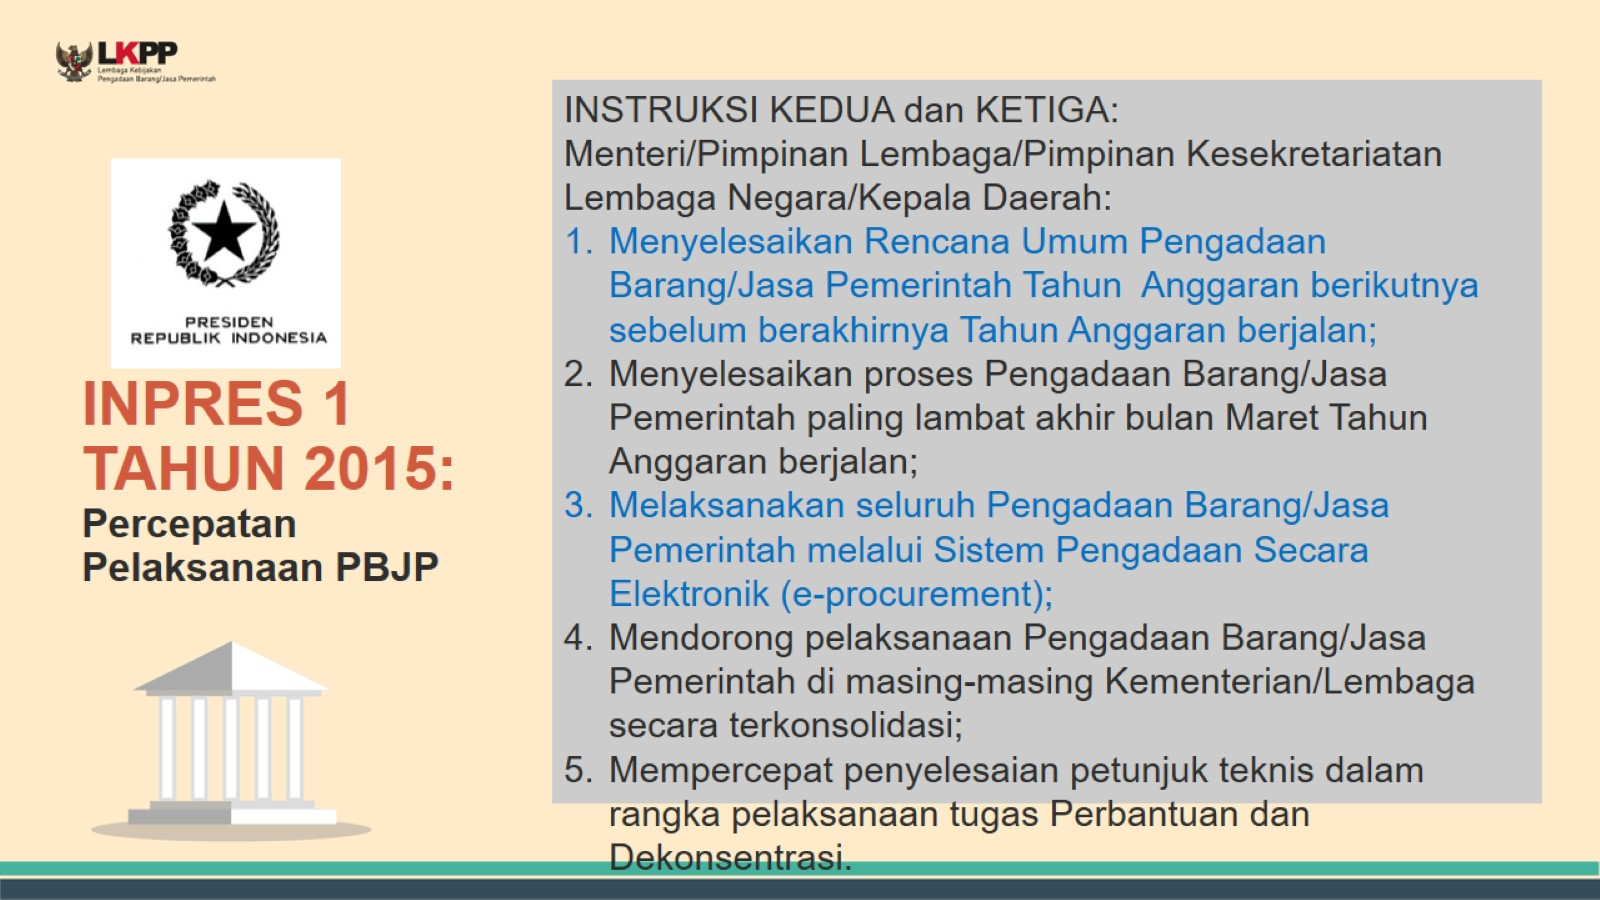 LKPP
Lembaga Kebijakan
Pengadaan Barang/Jasa Pemerintah
PRESIDEN
REPUBLIK INDONESIA
INPRES 1
TAHUN 2015:
Percepatan
Pelaksanaan PBJP
INSTRUKSI KEDUA dan KETIGA:
Menteri/Pimpinan Lembaga/Pimpinan Kesekretariatan
Lembaga Negara/Kepala Daerah:
1. Menyelesaikan Rencana Umum Pengadaan
Barang/Jasa Pemerintah Tahun  Anggaran berikutnya
sebelum berakhirnya Tahun Anggaran berjalan;
2. Menyelesaikan proses Pengadaan Barang/Jasa
Pemerintah paling lambat akhir bulan Maret Tahun
Anggaran berjalan;
3. Melaksanakan seluruh Pengadaan Barang/Jasa
Pemerintah melalui Sistem Pengadaan Secara
Elektronik (e-procurement);
4. Mendorong pelaksanaan Pengadaan Barang/Jasa
Pemerintah di masing-masing Kementerian/Lembaga
secara terkonsolidasi;
5. Mempercepat penyelesaian petunjuk teknis dalam
rangka pelaksanaan tugas Perbantuan dan
Dekonsentrasi.